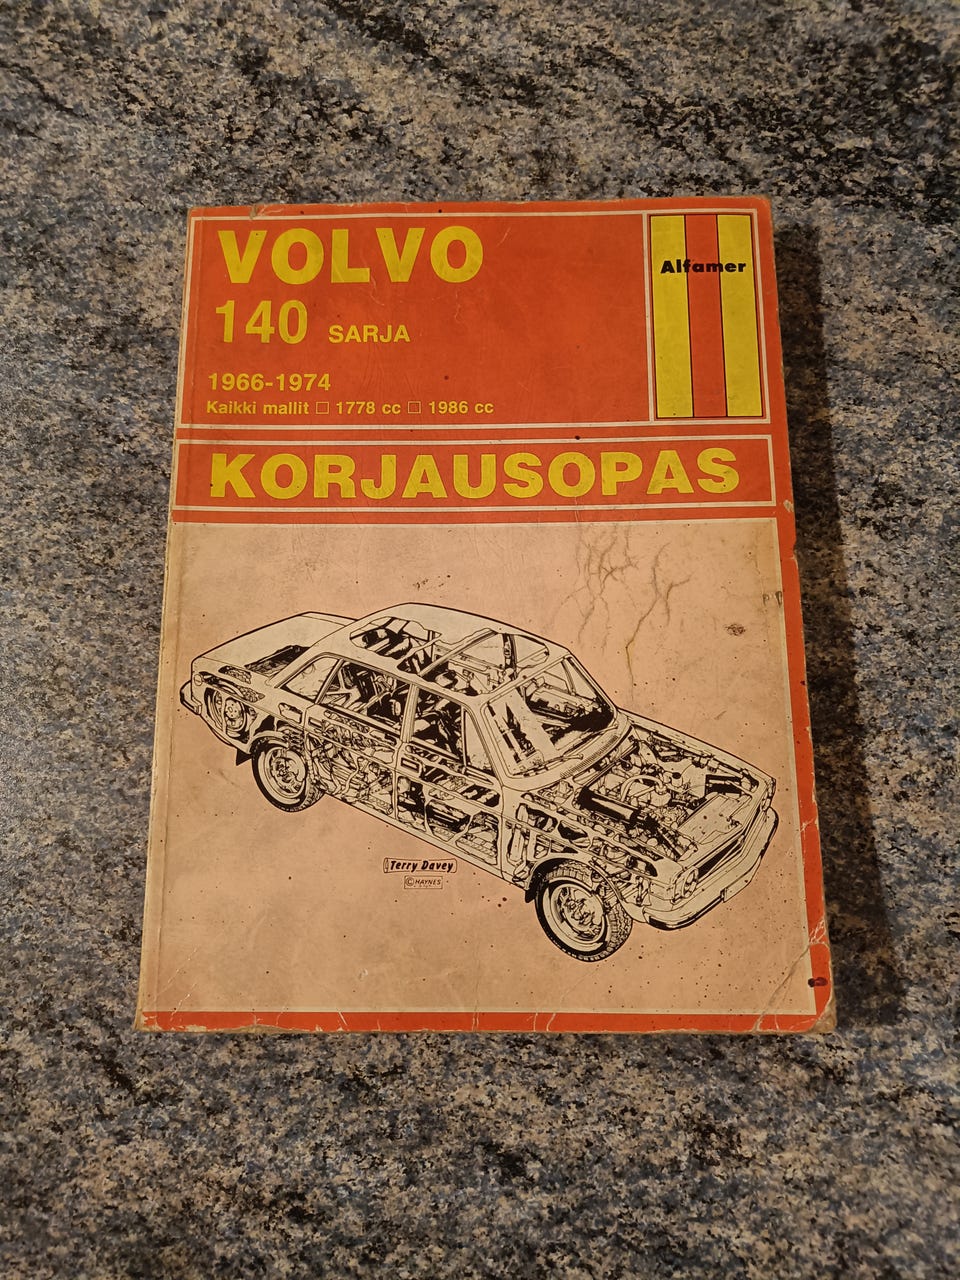 VOLVO
Alfamer
140 SARJA
1966-1974
Kaikki mallit □ 1778 cc □ 1986 cc
KORJAUSOPAS
Terry Davey
© HAYNES